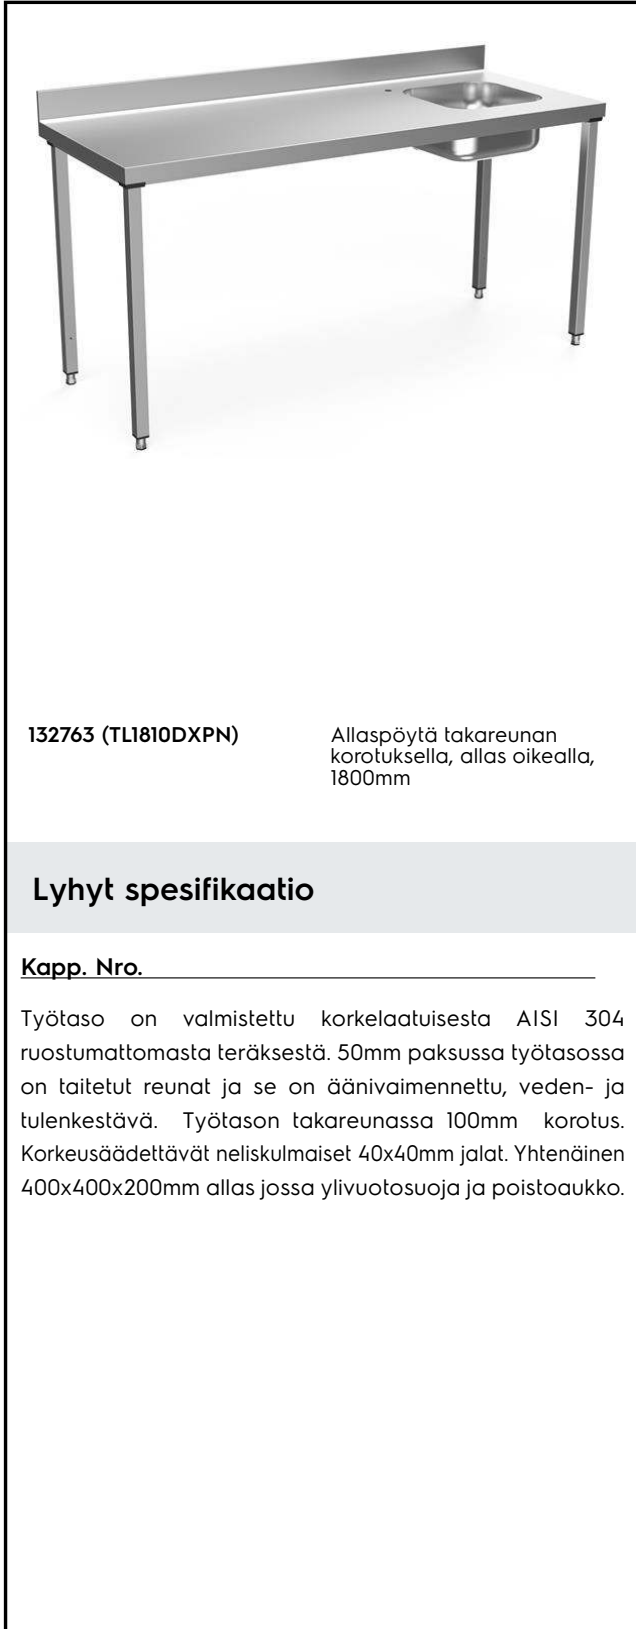 132763 (TL1810DXPN)
Allaspöytä takareunan
korotuksella, allas oikealla,
1800mm
Lyhyt spesifikaatio
Kapp. Nro.
Työtaso on valmistettu korkelaatuisesta AISI 304
ruostumattomasta teräksestä. 50mm paksussa työtasossa
on taitetut reunat ja se on äänivaimennettu, veden- ja
tulenkestävä. Työtason takareunassa 100mm korotus.
Korkeusäädettävät neliskulmaiset 40x40mm jalat. Yhtenäinen
400x400x200mm allas jossa ylivuotosuoja ja poistoaukko.